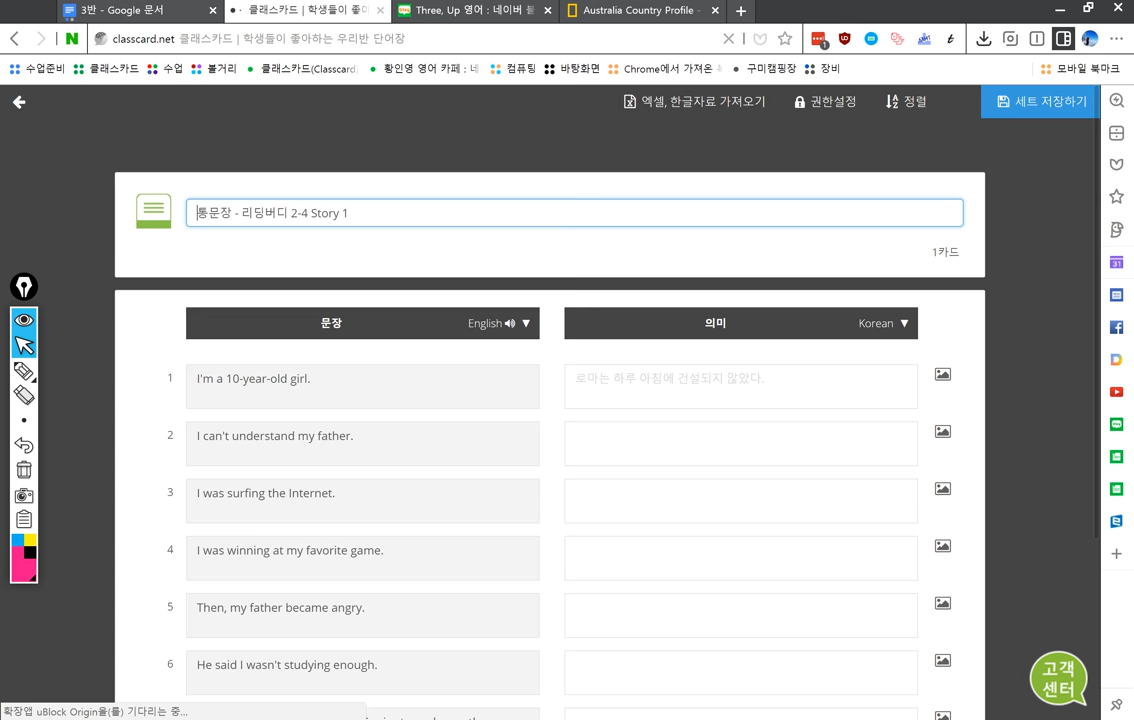 3반 - Google 문서
클래스카드 | 학생들이 좋아
Three, Up 영어 : 네이버 블
Australia Country Profile -
classcard.net 클래스카드 | 학생들이 좋아하는 우리반 단어장
수업준비 클래스카드 수업 볼거리 클래스카드(Classcard) 황인영 영어 카페 : 네 컴퓨팅 바탕화면 Chrome에서 가져온 구미캠핑장 장비 모바일 북마크
엑셀, 한글자료 가져오기 권한설정 정렬 세트 저장하기
통문장 - 리딩버디 2-4 Story 1
1카드
문장 English 의미 Korean
1 I'm a 10-year-old girl. 로마는 하루 아침에 건설되지 않았다.
2 I can't understand my father.
3 I was surfing the Internet.
4 I was winning at my favorite game.
5 Then, my father became angry.
6 He said I wasn't studying enough.
고객
센터
확장앱 uBlock Origin을(를) 기다리는 중...